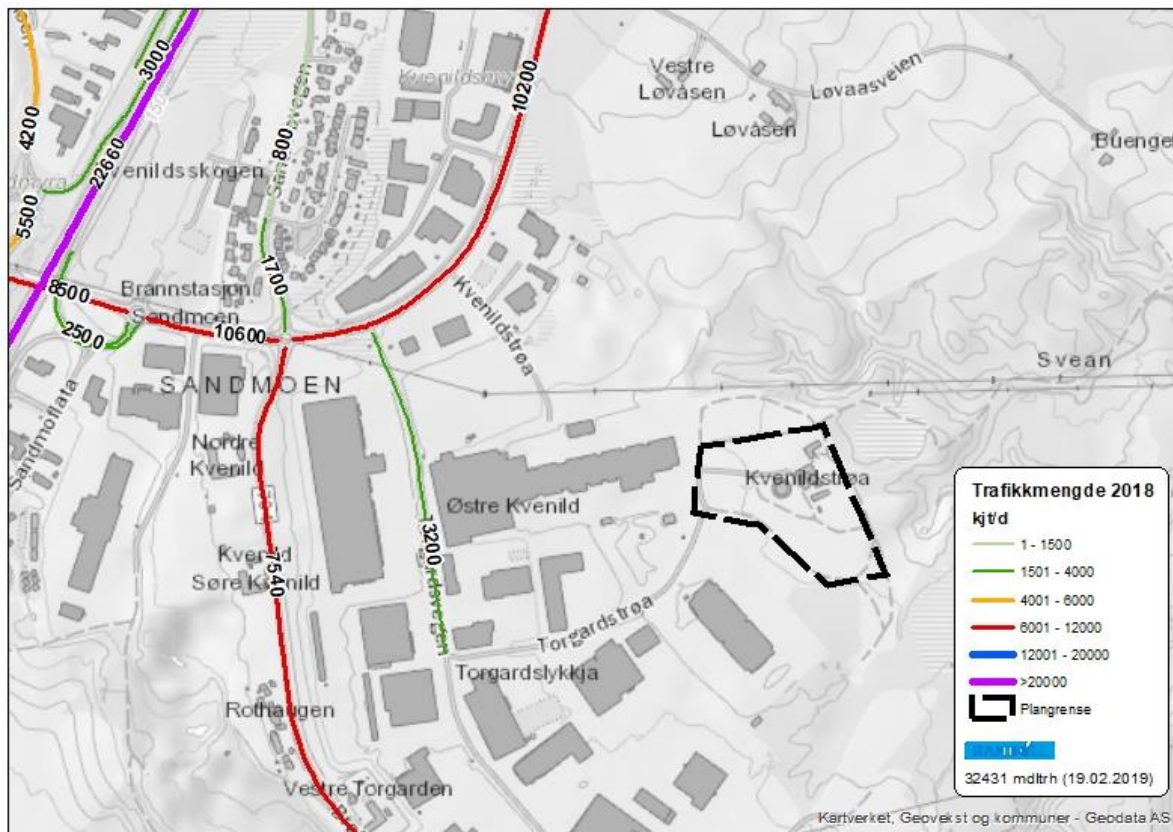 3000
4200
22660
5500
venildsskogen
800
1700
10200
Vestre
Løvåsen
Løvaasveien
Løvåsen
Buenget
Brannstasjon
Sandmoen
8500
2500
10600
Kvenildstrøa
Svean
SANDMOEN
Sandmoflata
Nordre
Kvenild
Østre Kvenild
Kvenildstrøa
3200
7540
Kvenild
Søre Kvenild
Torgardstrøa
Torgardslykkja
Rothaugen
Vestre Torgarden
Trafikkmengde 2018
kjt/d
1 - 1500
1501 - 4000
4001 - 6000
6001 - 12000
12001 - 20000
>20000
Plangrense
32431 mdltrh (19.02.2019)
Kartverket, Geovekst og kommuner - Geodata AS